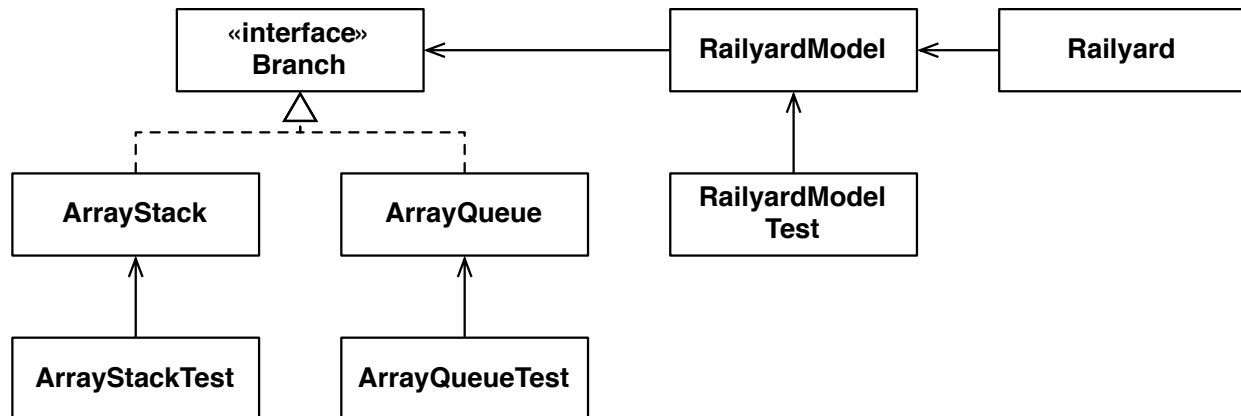 «interface»
Branch
RailyardModel
Railyard
ArrayStack
ArrayQueue
RailyardModel
Test
ArrayStackTest
ArrayQueueTest